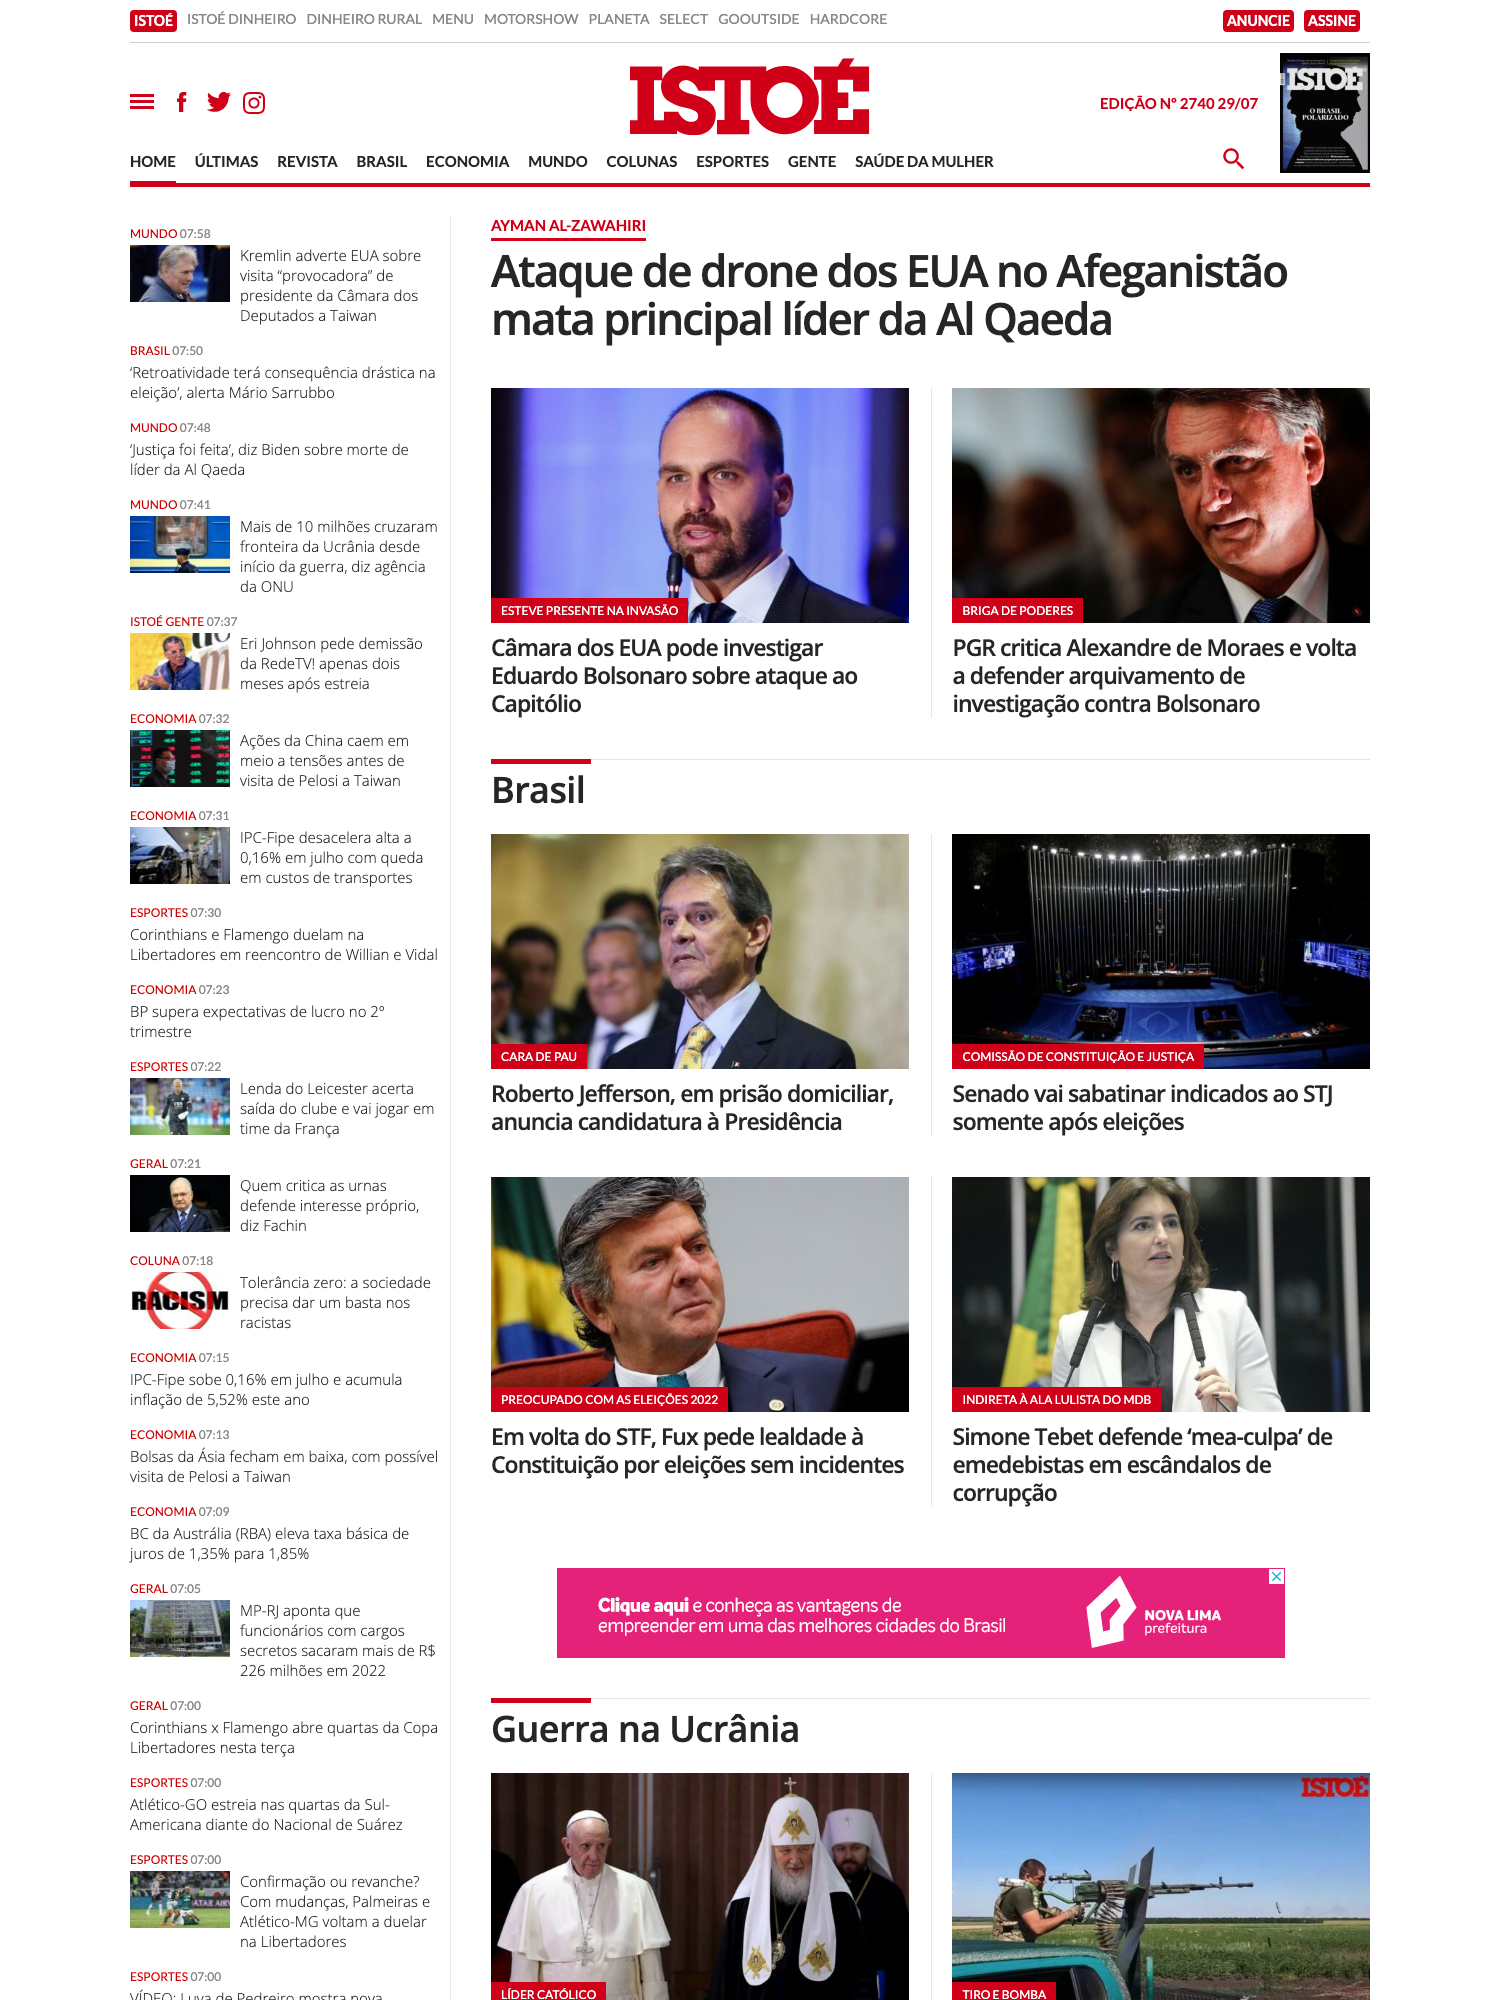 ISTOÉ ISTOÉ DINHEIRO DINHEIRO RURAL MENU MOTORSHOW PLANETA SELECT GOOUTSIDE HARDCORE ANUNCIE ASSINE
ISTOÉ
EDIÇÃO Nº 2740 29/07
ISTOÉ
O BRASIL
POLARIZADO
HOME ÚLTIMAS REVISTA BRASIL ECONOMIA MUNDO COLUNAS ESPORTES GENTE SAÚDE DA MULHER
MUNDO 07:58
Kremlin adverte EUA sobre
visita “provocadora” de
presidente da Câmara dos
Deputados a Taiwan
BRASIL 07:50
‘Retroatividade terá consequência drástica na
eleição’, alerta Mário Sarrubbo
MUNDO 07:48
‘Justiça foi feita’, diz Biden sobre morte de
líder da Al Qaeda
MUNDO 07:41
Mais de 10 milhões cruzaram
fronteira da Ucrânia desde
início da guerra, diz agência
da ONU
ISTOÉ GENTE 07:37
Eri Johnson pede demissão
da RedeTV! apenas dois
meses após estreia
ECONOMIA 07:32
Ações da China caem em
meio a tensões antes de
visita de Pelosi a Taiwan
ECONOMIA 07:31
IPC-Fipe desacelera alta a
0,16% em julho com queda
em custos de transportes
ESPORTES 07:30
Corinthians e Flamengo duelam na
Libertadores em reencontro de Willian e Vidal
ECONOMIA 07:23
BP supera expectativas de lucro no 2º
trimestre
ESPORTES 07:22
Lenda do Leicester acerta
saída do clube e vai jogar em
time da França
GERAL 07:21
Quem critica as urnas
defende interesse próprio,
diz Fachin
COLUNA 07:18
RACISM
Tolerância zero: a sociedade
precisa dar um basta nos
racistas
ECONOMIA 07:15
IPC-Fipe sobe 0,16% em julho e acumula
inflação de 5,52% este ano
ECONOMIA 07:13
Bolsas da Ásia fecham em baixa, com possível
visita de Pelosi a Taiwan
ECONOMIA 07:09
BC da Austrália (RBA) eleva taxa básica de
juros de 1,35% para 1,85%
GERAL 07:05
MP-RJ aponta que
funcionários com cargos
secretos sacaram mais de R$
226 milhões em 2022
GERAL 07:00
Corinthians x Flamengo abre quartas da Copa
Libertadores nesta terça
ESPORTES 07:00
Atlético-GO estreia nas quartas da Sul-
Americana diante do Nacional de Suárez
ESPORTES 07:00
Confirmação ou revanche?
Com mudanças, Palmeiras e
Atlético-MG voltam a duelar
na Libertadores
ESPORTES 07:00
VÍDEO: Luva de Pedreiro mostra nova
AYMAN AL-ZAWAHIRI
Ataque de drone dos EUA no Afeganistão
mata principal líder da Al Qaeda
ESTEVE PRESENTE NA INVASÃO
Câmara dos EUA pode investigar
Eduardo Bolsonaro sobre ataque ao
Capitólio
BRIGA DE PODERES
PGR critica Alexandre de Moraes e volta
a defender arquivamento de
investigação contra Bolsonaro
Brasil
CARA DE PAU
Roberto Jefferson, em prisão domiciliar,
anuncia candidatura à Presidência
COMISSÃO DE CONSTITUIÇÃO E JUSTIÇA
Senado vai sabatinar indicados ao STJ
somente após eleições
PREOCUPADO COM AS ELEIÇÕES 2022
Em volta do STF, Fux pede lealdade à
Constituição por eleições sem incidentes
INDIRETA À ALA LULISTA DO MDB
Simone Tebet defende ‘mea-culpa’ de
emedebistas em escândalos de
corrupção
Clique aqui e conheça as vantagens de
empreender em uma das melhores cidades do Brasil
NOVA LIMA
prefeitura
Guerra na Ucrânia
LÍDER CATÓLICO
ISTOÉ
TIRO E BOMBA